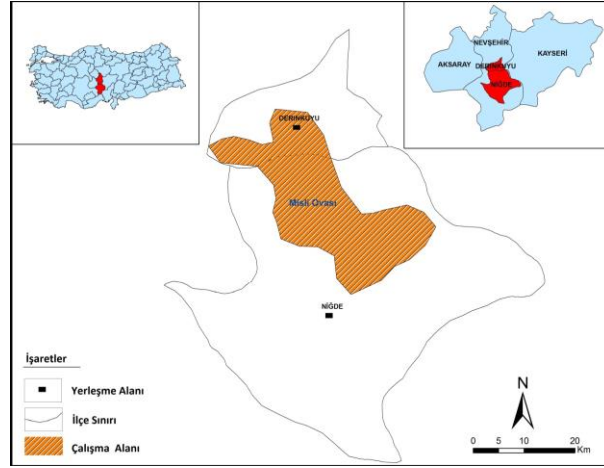 NEVŞEHİR
AKSARAY
DERİNKUYU
KAYSERİ
NİĞDE
DERİNKUYU
Misli Ovası
NİĞDE
İşaretler
Yerleşme Alanı
İlçe Sınırı
Çalışma Alanı
N
0 5 10 20
Km